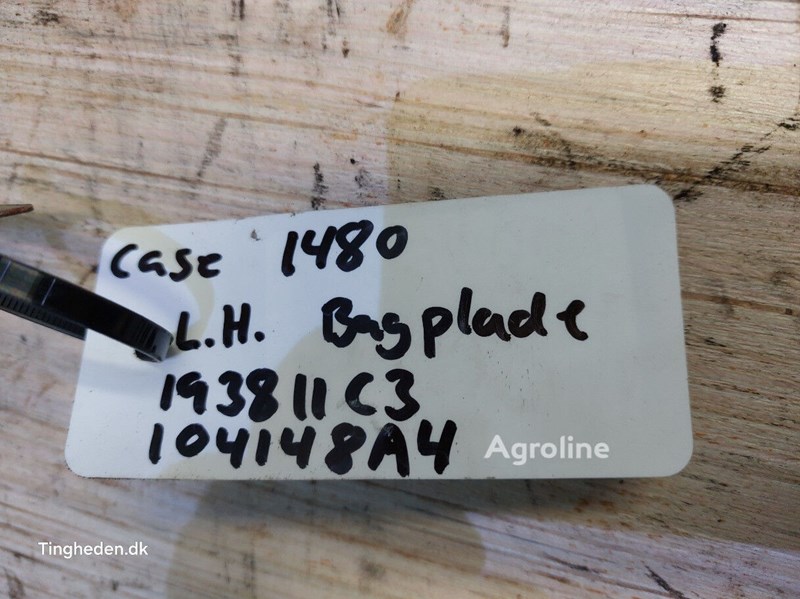 Case 1480
L.H. Bagplade
193811C3
104148A4
Agroline
Tingheden.dk